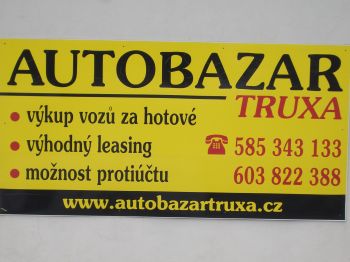 AUTOBAZAR
TRUXA
• výkup vozů za hotové
• výhodný leasing ☎ 585 343 133
• možnost protiúčtu 603 822 388
www.autobazartruxa.cz